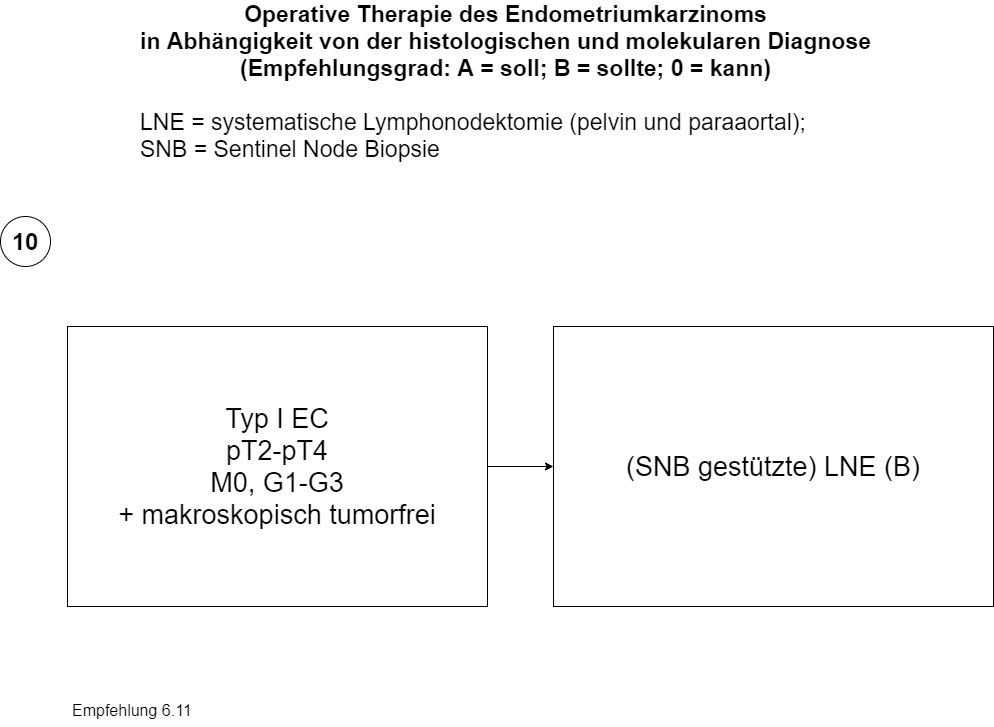 Operative Therapie des Endometriumkarzinoms
in Abhängigkeit von der histologischen und molekularen Diagnose
(Empfehlungsgrad: A = soll; B = sollte; 0 = kann)
LNE = systematische Lymphonodektomie (pelvin und paraaortal);
SNB = Sentinel Node Biopsie
10
Typ I EC
pT2-pT4
M0, G1-G3
+ makroskopisch tumorfrei
(SNB gestützte) LNE (B)
Empfehlung 6.11